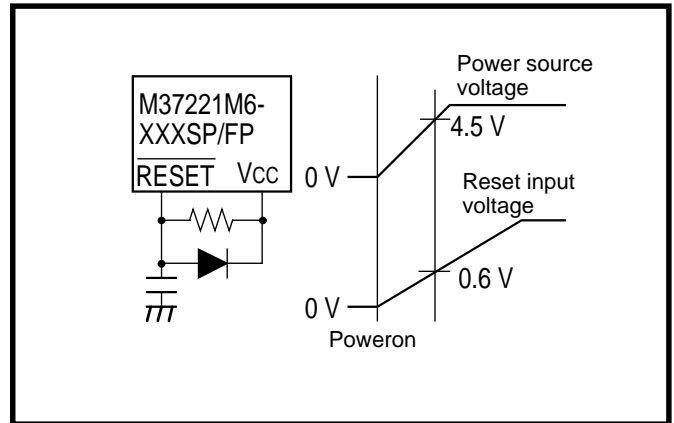 M37221M6-
XXXSP/FP
RESET VCC
Power source
voltage
4.5 V
0 V
Reset input
voltage
0.6 V
0 V
Poweron